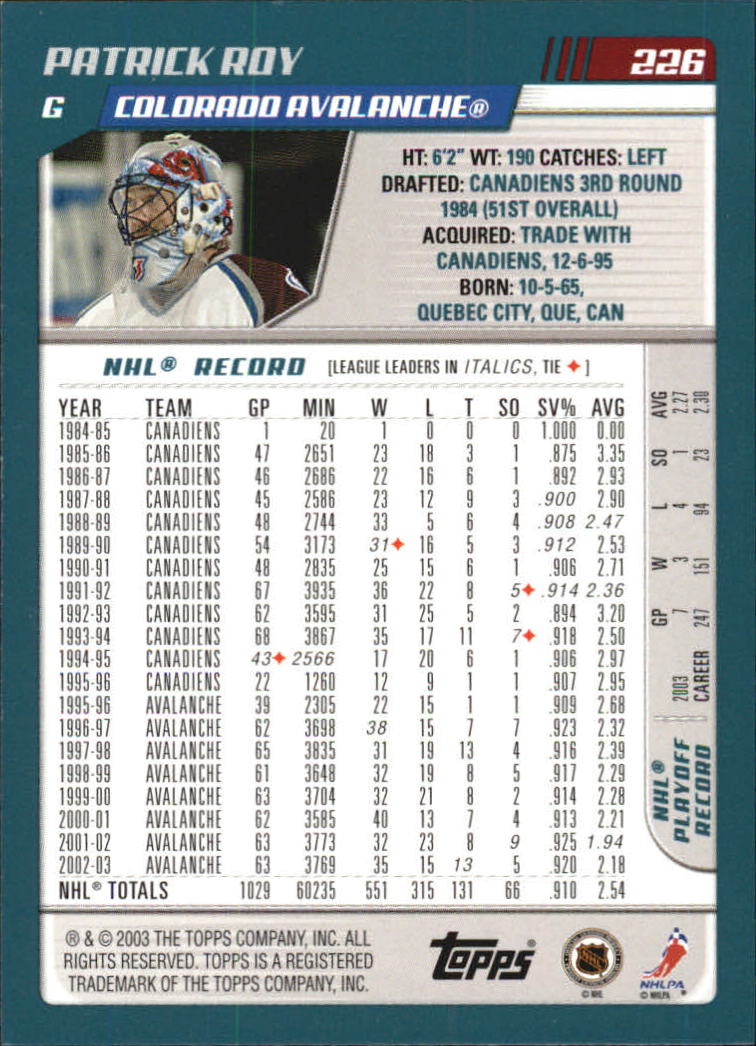 PATRICK ROY
226
G COLORADO AVALANCHE®
HT: 6'2" WT: 190 CATCHES: LEFT
DRAFTED: CANADIENS 3RD ROUND
1984 (51ST OVERALL)
ACQUIRED: TRADE WITH
CANADIENS, 12-6-95
BORN: 10-5-65,
QUEBEC CITY, QUE, CAN
NHL® RECORD [LEAGUE LEADERS IN ITALICS, TIE ✦]
YEAR TEAM GP MIN W L T SO SV% AVG
1984-85 CANADIENS 1 20 1 0 0 0 1.000 0.00
1985-86 CANADIENS 47 2651 23 18 3 1 .875 3.35
1986-87 CANADIENS 46 2686 22 16 6 1 .892 2.93
1987-88 CANADIENS 45 2586 23 12 9 3 .900 2.90
1988-89 CANADIENS 48 2744 33 5 6 4 .908 2.47
1989-90 CANADIENS 54 3173 31✦ 16 5 3 .912 2.53
1990-91 CANADIENS 48 2835 25 15 6 1 .906 2.71
1991-92 CANADIENS 67 3935 36 22 8 5✦ .914 2.36
1992-93 CANADIENS 62 3595 31 25 5 2 .894 3.20
1993-94 CANADIENS 68 3867 35 17 11 7✦ .918 2.50
1994-95 CANADIENS 43✦ 2566 17 20 6 1 .906 2.97
1995-96 CANADIENS 22 1260 12 9 1 1 .907 2.95
1995-96 AVALANCHE 39 2305 22 15 1 1 .909 2.68
1996-97 AVALANCHE 62 3698 38 15 7 7 .923 2.32
1997-98 AVALANCHE 65 3835 31 19 13 4 .916 2.39
1998-99 AVALANCHE 61 3648 32 19 8 5 .917 2.29
1999-00 AVALANCHE 63 3704 32 21 8 2 .914 2.28
2000-01 AVALANCHE 62 3585 40 13 7 4 .913 2.21
2001-02 AVALANCHE 63 3773 32 23 8 9 .925 1.94
2002-03 AVALANCHE 63 3769 35 15 13 5 .920 2.18
NHL® TOTALS 1029 60235 551 315 131 66 .910 2.54
NHL®
PLAYOFF
RECORD
GP W L SO AVG
2003 7 3 4 1 2.27
CAREER 247 151 94 23 2.30
® & © 2003 THE TOPPS COMPANY, INC. ALL
RIGHTS RESERVED. TOPPS IS A REGISTERED
TRADEMARK OF THE TOPPS COMPANY, INC.
topps®
NHL
© NHL
NHLPA
© NHLPA ®